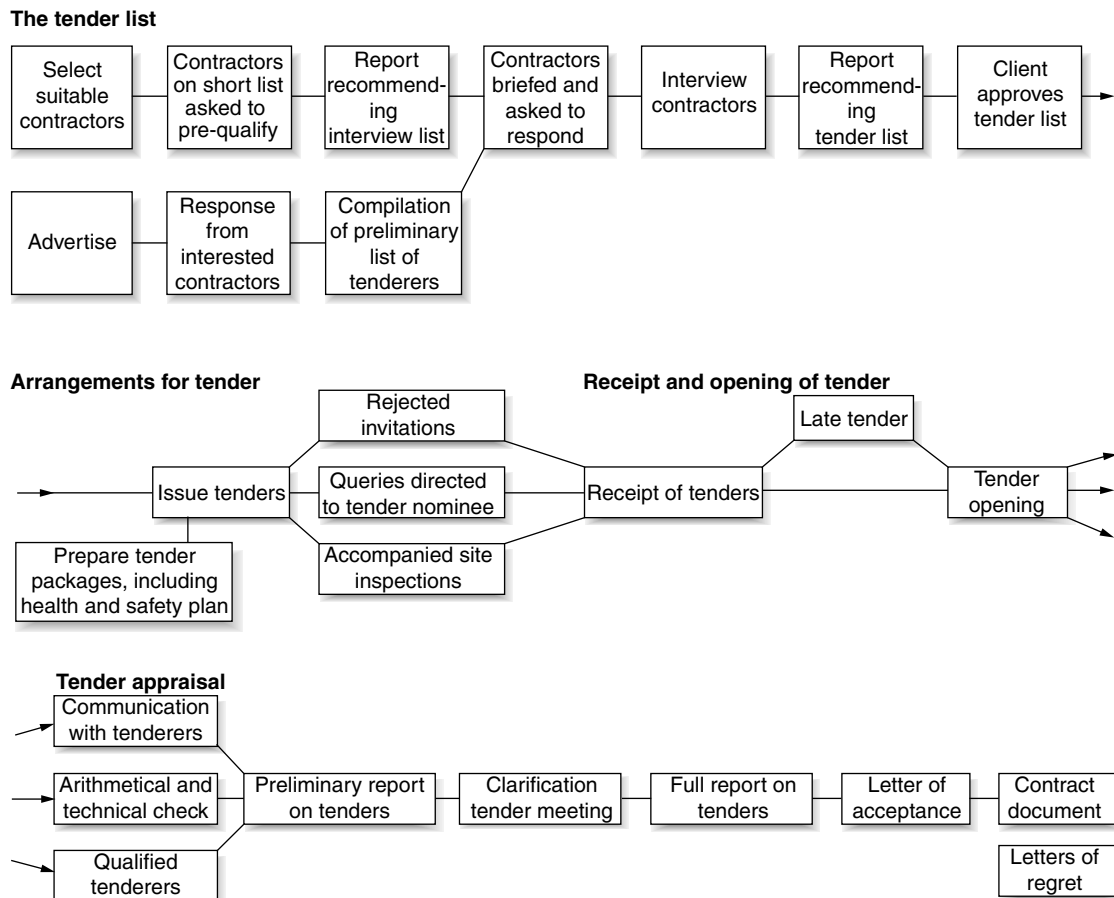 The tender list
Select
suitable
contractors
Contractors
on short list
asked to
pre-qualify
Report
recommend-
ing
interview list
Contractors
briefed and
asked to
respond
Interview
contractors
Report
recommend-
ing
tender list
Client
approves
tender list
Advertise
Response
from
interested
contractors
Compilation
of preliminary
list of
tenderers
Arrangements for tender
Receipt and opening of tender
Rejected
invitations
Late tender
Issue tenders
Queries directed
to tender nominee
Receipt of tenders
Tender
opening
Prepare tender
packages, including
health and safety plan
Accompanied site
inspections
Tender appraisal
Communication
with tenderers
Arithmetical and
technical check
Preliminary report
on tenders
Clarification
tender meeting
Full report on
tenders
Letter of
acceptance
Contract
document
Qualified
tenderers
Letters of
regret